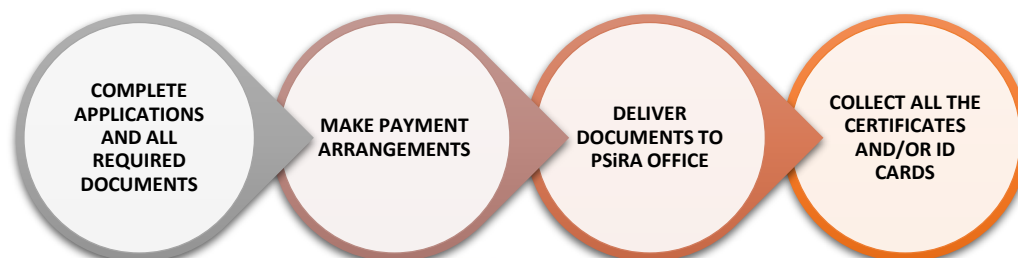 COMPLETE
APPLICATIONS
AND ALL
REQUIRED
DOCUMENTS
MAKE PAYMENT
ARRANGEMENTS
DELIVER
DOCUMENTS TO
PSiRA OFFICE
COLLECT ALL THE
CERTIFICATES
AND/OR ID
CARDS